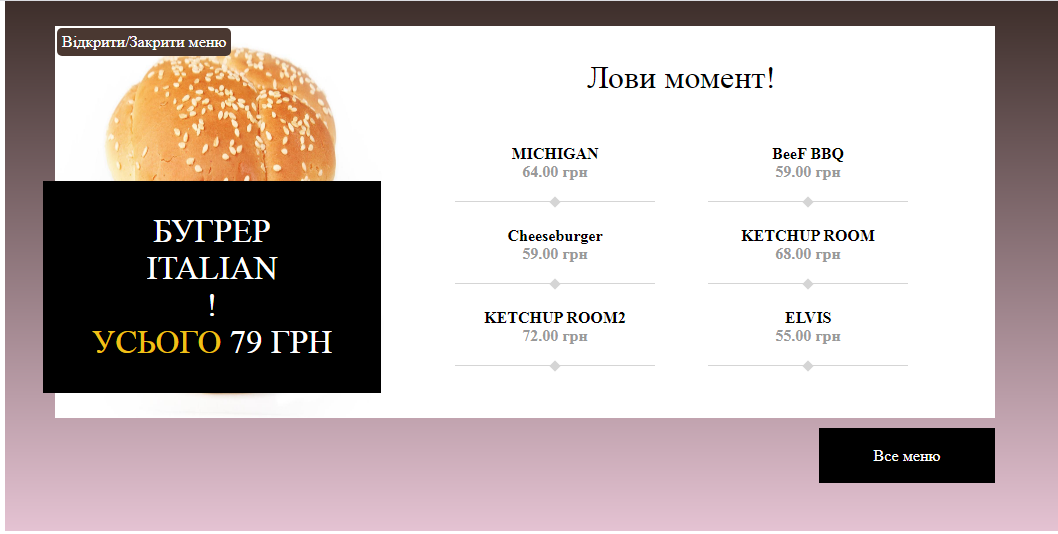 Відкрити/Закрити меню
Лови момент!
MICHIGAN
64.00 грн
BeeF BBQ
59.00 грн
Cheeseburger
59.00 грн
KETCHUP ROOM
68.00 грн
KETCHUP ROOM2
72.00 грн
ELVIS
55.00 грн
БУГРЕР
ITALIAN
!
УСЬОГО 79 ГРН
Все меню